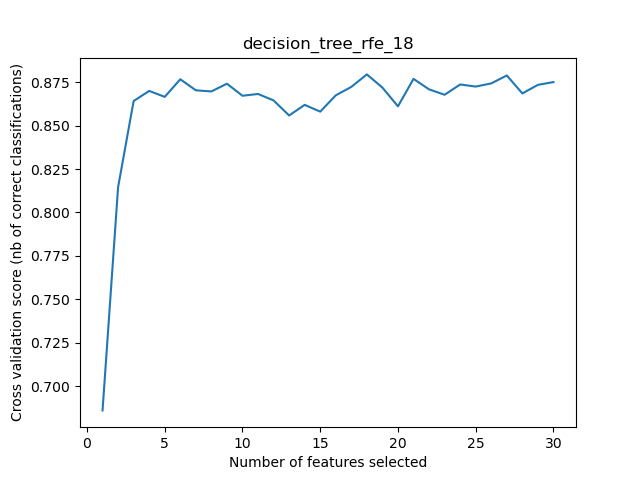 decision_tree_rfe_18
Cross validation score (nb of correct classifications)
0.875
0.850
0.825
0.800
0.775
0.750
0.725
0.700
0 5 10 15 20 25 30
Number of features selected